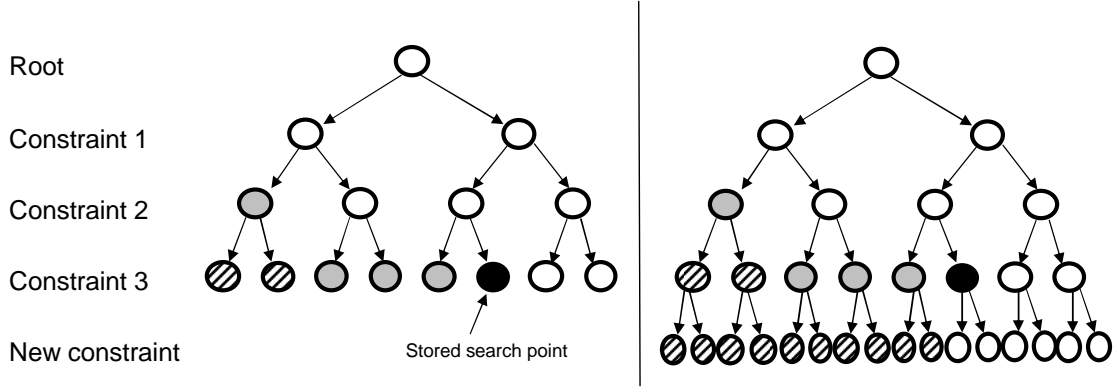 Root
Constraint 1
Constraint 2
Constraint 3
New constraint
Stored search point